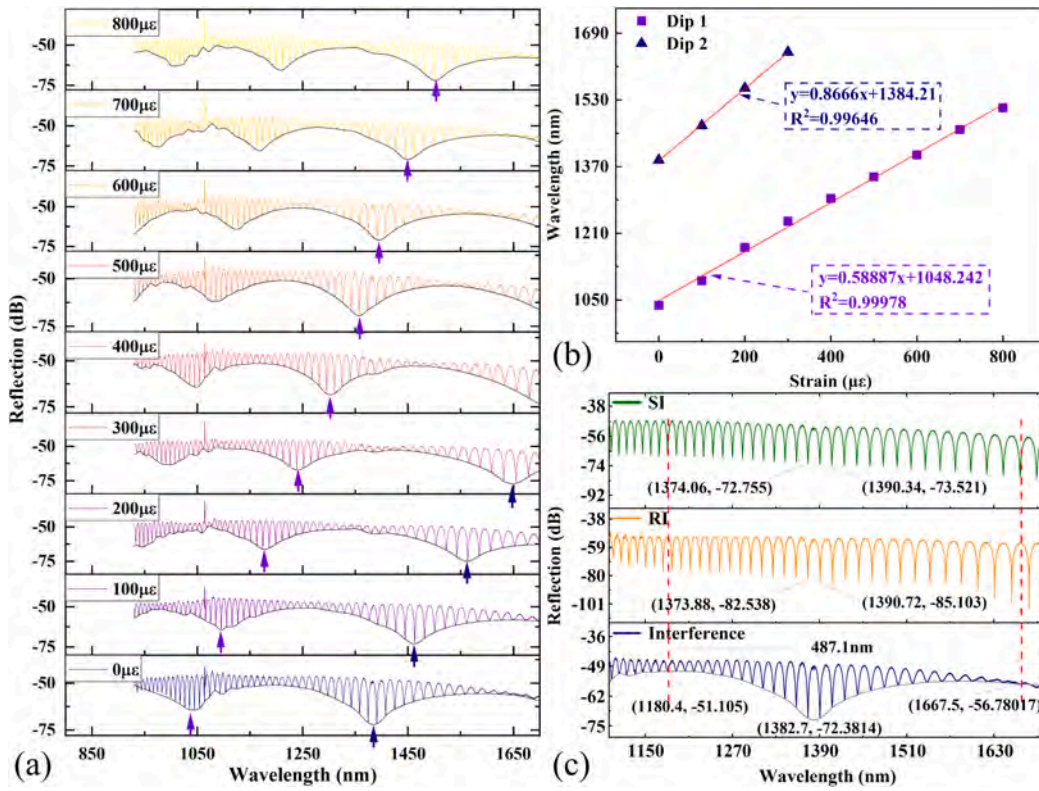 800με
-50
-75
700με
-50
-75
600με
-50
-75
500με
-50
-75
400με
-50
-75
300με
-50
-75
200με
-50
-75
100με
-50
-75
0με
-50
-75
850
1050
1250
1450
1650
Reflection (dB)
Wavelength (nm)
(a)
Dip 1
Dip 2
y=0.8666x+1384.21
R²=0.99646
y=0.58887x+1048.242
R²=0.99978
1690
1530
1370
1210
1050
Wavelength (nm)
0
200
400
600
800
Strain (με)
(b)
SI
-38
-56
-74
-92
(1374.06, -72.755)
(1390.34, -73.521)
RI
-38
-59
-80
-101
(1373.88, -82.538)
(1390.72, -85.103)
Interference
-36
-49
-62
-75
487.1nm
(1180.4, -51.105)
(1667.5, -56.78017)
(1382.7, -72.3814)
Reflection (dB)
1150
1270
1390
1510
1630
Wavelength (nm)
(c)